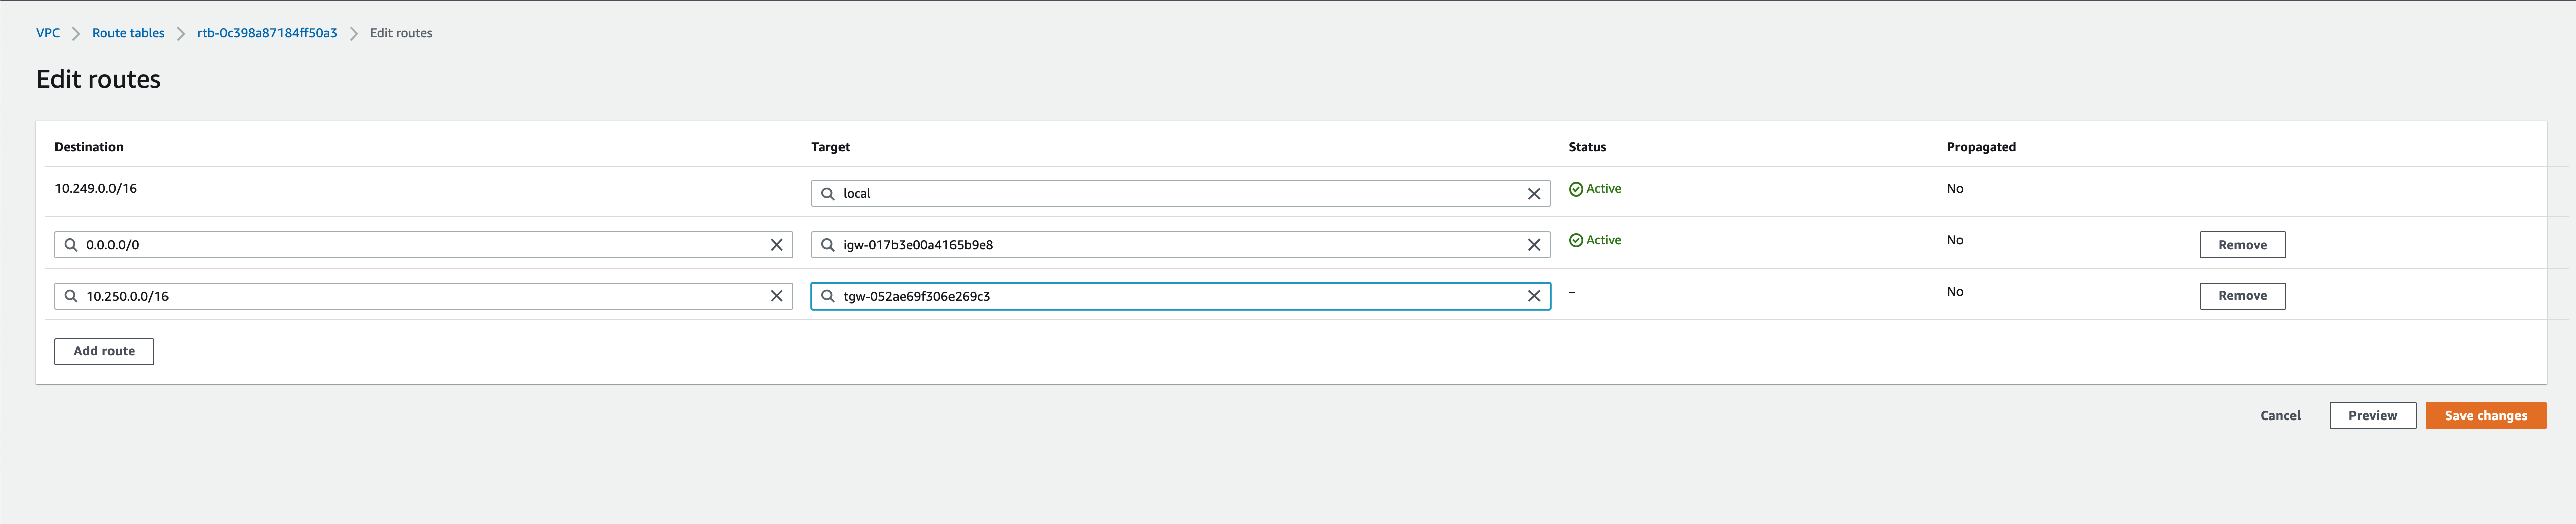 VPC Route tables rtb-0c398a87184ff50a3 Edit routes
Edit routes
Destination Target Status Propagated
10.249.0.0/16 local Active No
0.0.0.0/0 igw-017b3e00a4165b9e8 Active No Remove
10.250.0.0/16 tgw-052ae69f306e269c3 – No Remove
Add route
Cancel Preview Save changes